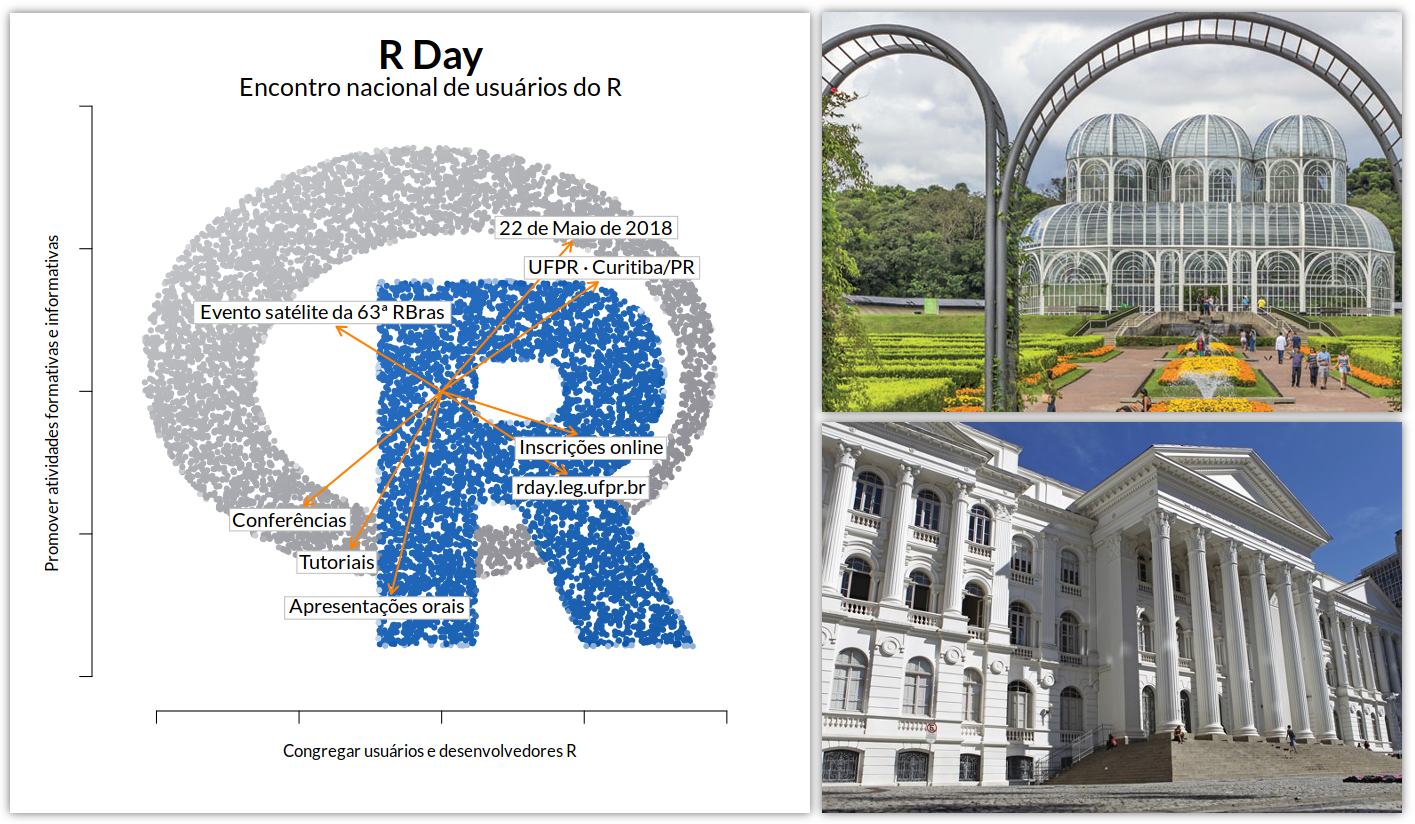 R Day
Encontro nacional de usuários do R
22 de Maio de 2018
UFPR · Curitiba/PR
Evento satélite da 63ª RBras
Inscrições online
rday.leg.ufpr.br
Conferências
Tutoriais
Apresentações orais
Promover atividades formativas e informativas
Congregar usuários e desenvolvedores R